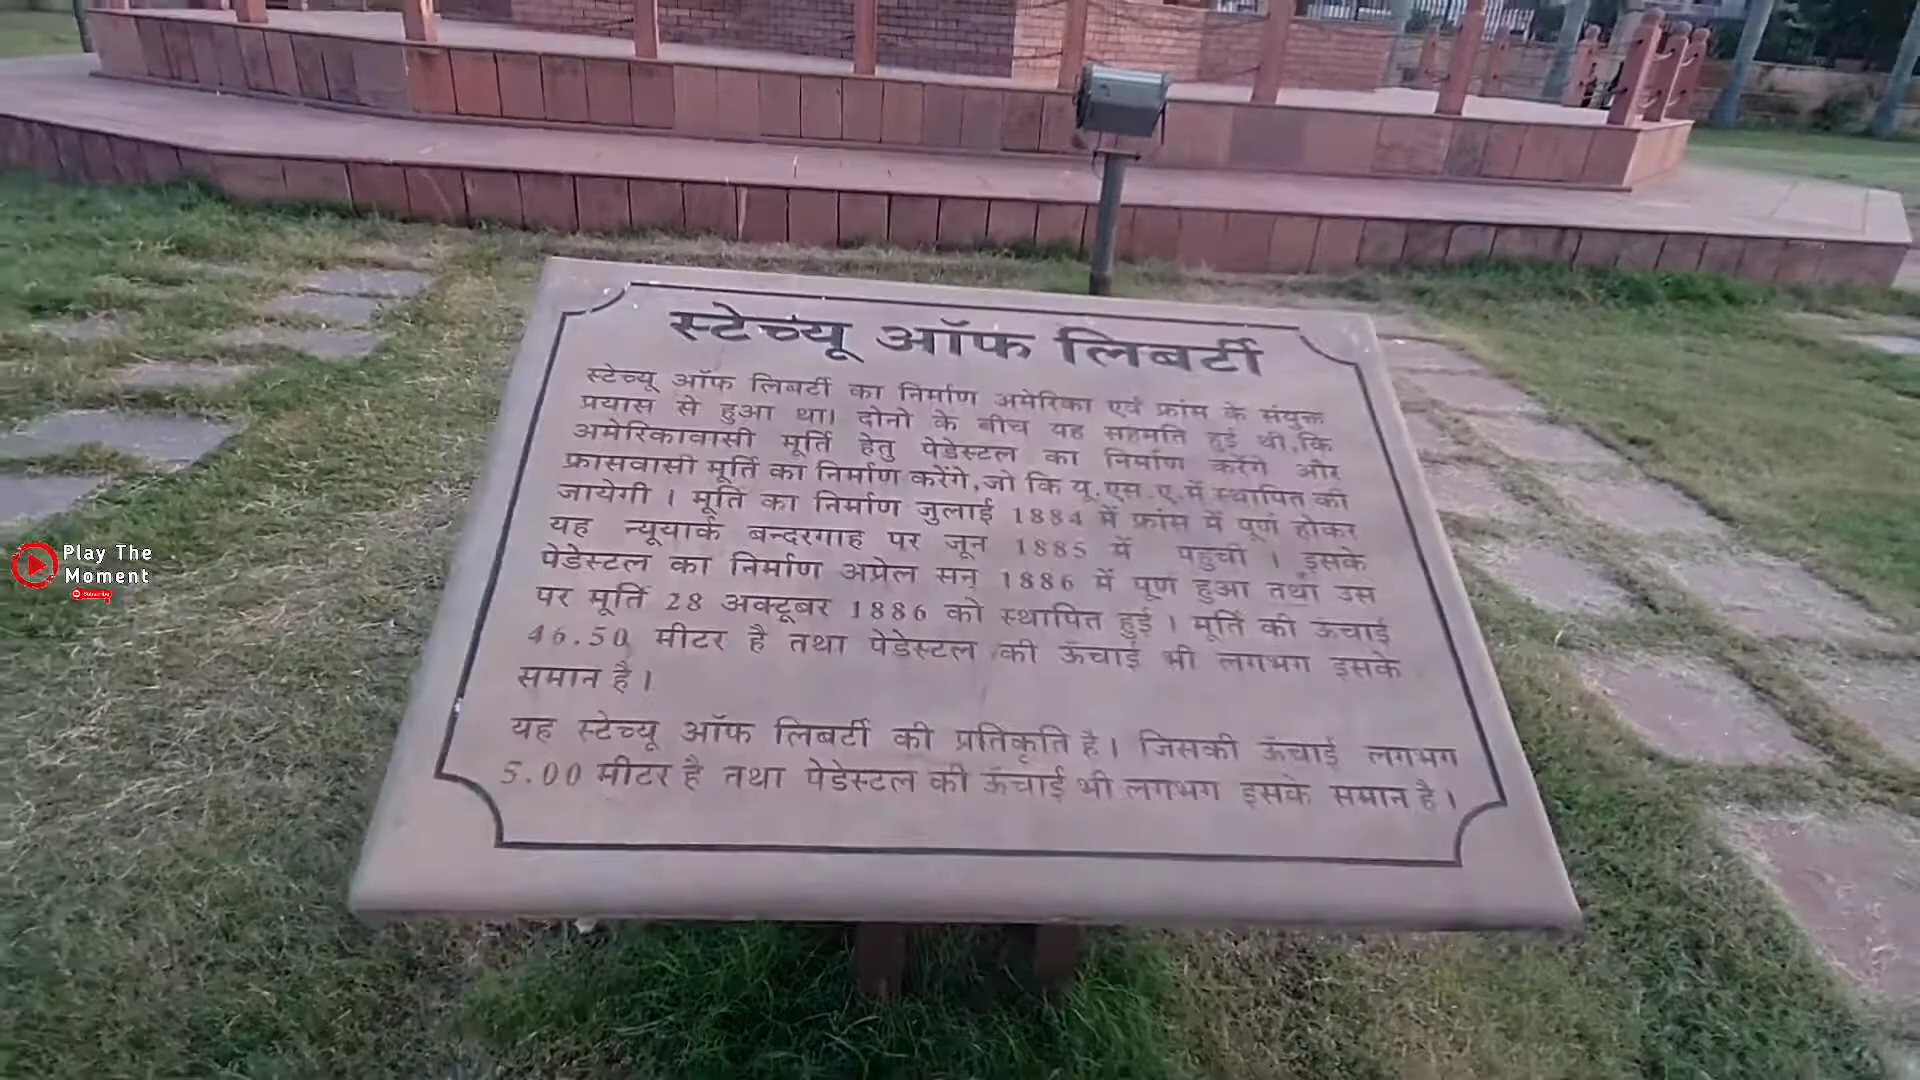 स्टेच्यू ऑफ लिबर्टी
स्टेच्यू ऑफ लिबर्टी का निर्माण अमेरिका एवं फ्रांस के संयुक्त
प्रयास से हुआ था। दोनो के बीच यह सहमति हुई थी,कि
अमेरिकावासी मूर्ति हेतु पेडेस्टल का निर्माण करेंगे और
फ्रासवासी मूर्ति का निर्माण करेंगे,जो कि यू.एस.ए.में स्थापित की
जायेगी । मूर्ति का निर्माण जुलाई 1884 में फ्रांस में पूर्ण होकर
यह न्यूयार्क बन्दरगाह पर जून 1885 में पहुची । इसके
पेडेस्टल का निर्माण अप्रेल सन् 1886 में पूर्ण हुआ तथा उस
पर मूर्ति 28 अक्टूबर 1886 को स्थापित हुई । मूर्ति की ऊंचाई
46.50 मीटर है तथा पेडेस्टल की ऊँचाई भी लगभग इसके
समान है ।
यह स्टेच्यू ऑफ लिबर्टी की प्रतिकृति है । जिसकी ऊँचाई लगभग
5.00 मीटर है तथा पेडेस्टल की ऊँचाई भी लगभग इसके समान है ।
Play The
Moment
Subscribe